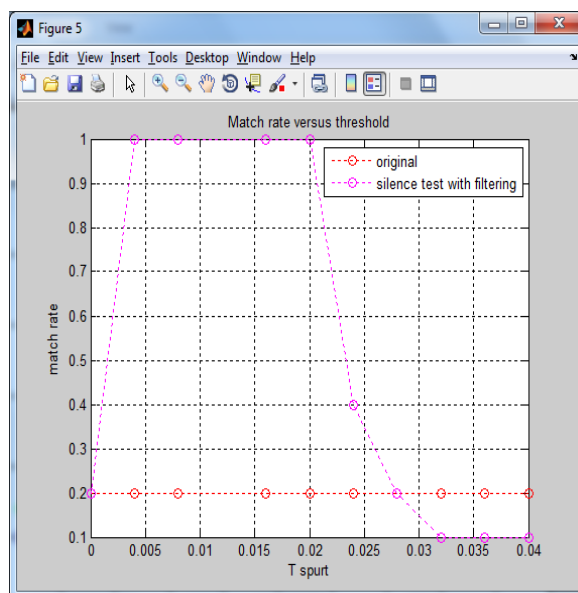 Figure 5
File Edit View Insert Tools Desktop Window Help
Match rate versus threshold
original
silence test with filtering
1
0.9
0.8
0.7
0.6
0.5
0.4
0.3
0.2
0.1
match rate
0 0.005 0.01 0.015 0.02 0.025 0.03 0.035 0.04
T spurt